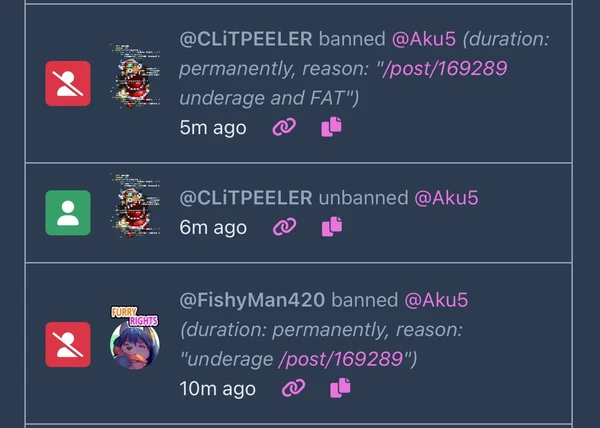 @CLiTPEELER banned @Aku5 (duration:
permanently, reason: "/post/169289
underage and FAT")
5m ago
@CLiTPEELER unbanned @Aku5
6m ago
FURRY
RIGHTS
@FishyMan420 banned @Aku5
(duration: permanently, reason:
"underage /post/169289")
10m ago